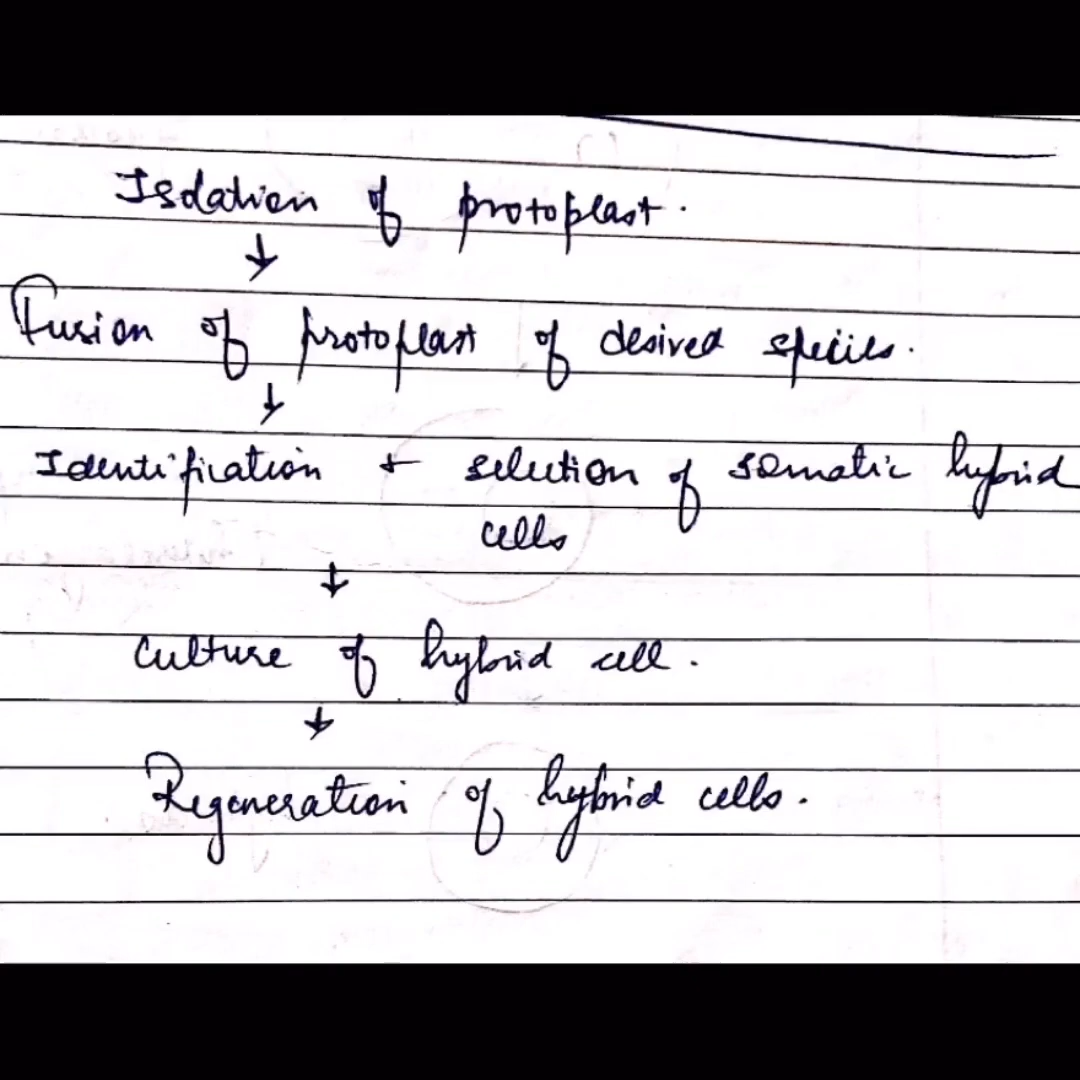 Isolation of protoplast.
↓
Fusion of protoplast of desired species.
↓
Identification + selection of somatic hybrid
cells
↓
Culture of hybrid cell.
↓
Regeneration of hybrid cells.